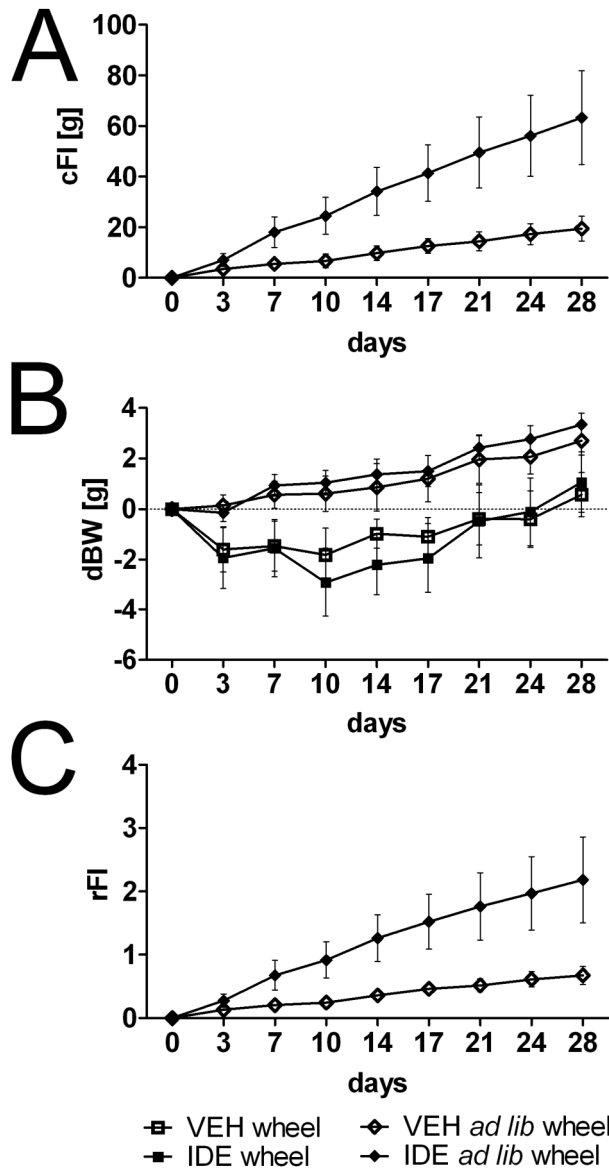 A
cFI [g]
100
80
60
40
20
0
0 3 7 10 14 17 21 24 28
days
B
dBW [g]
4
2
0
-2
-4
-6
0 3 7 10 14 17 21 24 28
days
C
rFI
4
3
2
1
0
0 3 7 10 14 17 21 24 28
days
VEH wheel VEH ad lib wheel
IDE wheel IDE ad lib wheel